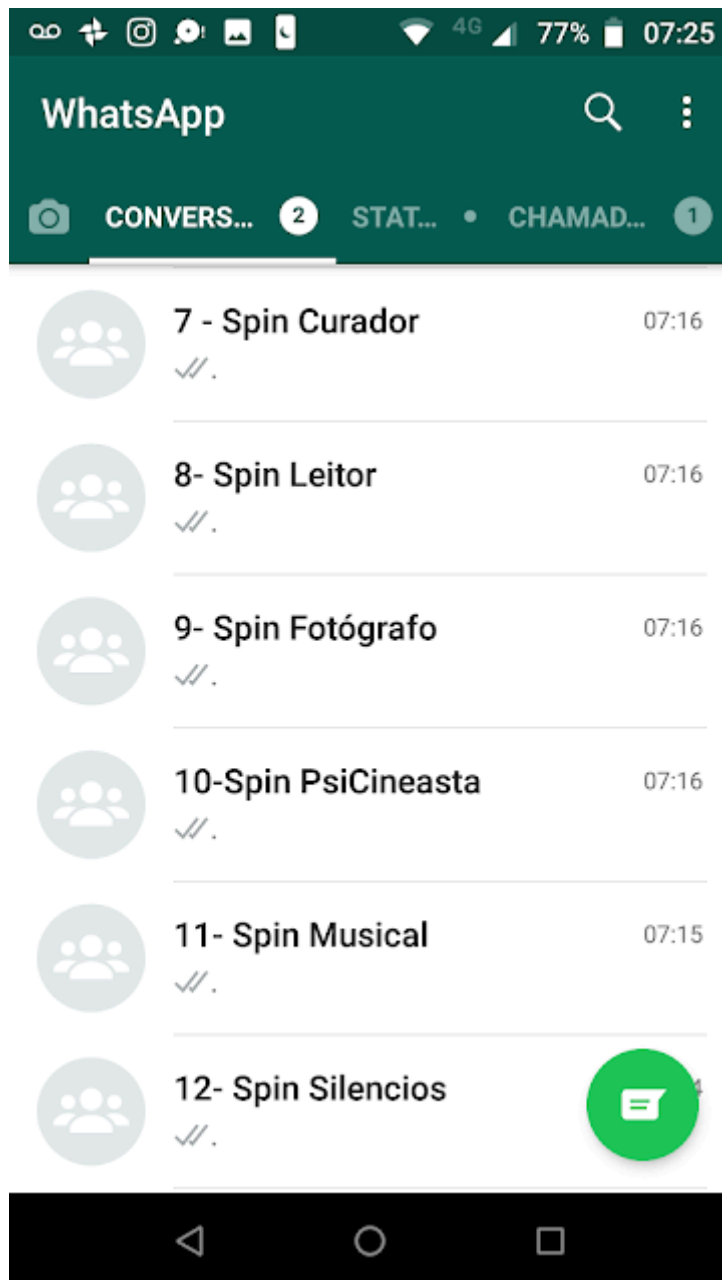 4G 77% 07:25
WhatsApp
CONVERS... 2 STAT... • CHAMAD... 1
7 - Spin Curador 07:16
.
8- Spin Leitor 07:16
.
9- Spin Fotógrafo 07:16
.
10-Spin PsiCineasta 07:16
.
11- Spin Musical 07:15
.
12- Spin Silencios
.